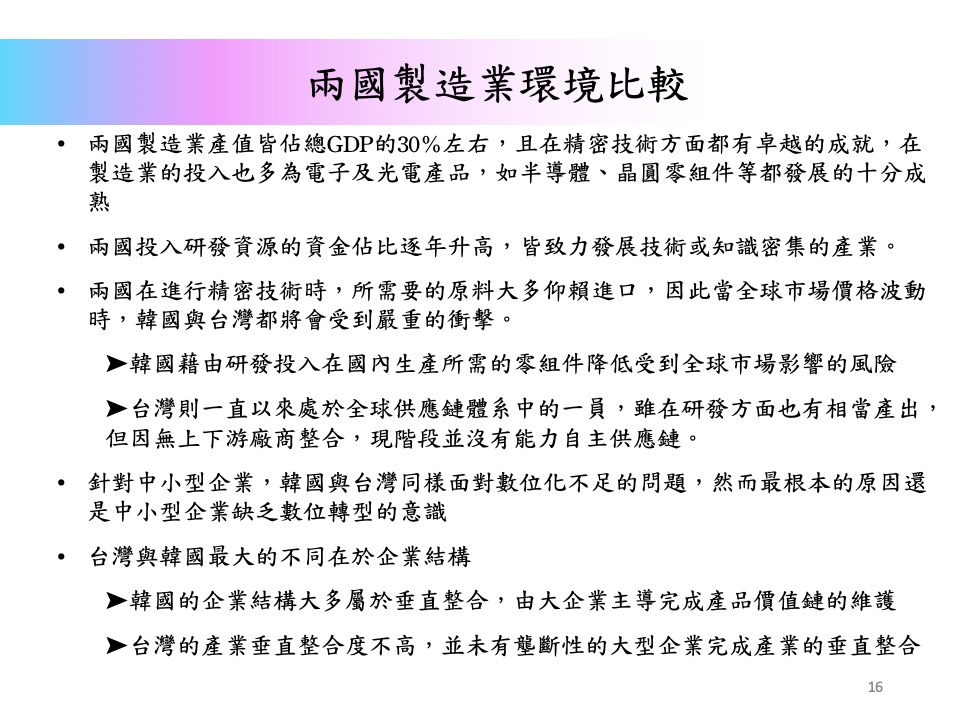 兩國製造業環境比較
• 兩國製造業產值皆佔總GDP的30%左右，且在精密技術方面都有卓越的成就，在
製造業的投入也多為電子及光電產品，如半導體、晶圓零組件等都發展的十分成
熟
• 兩國投入研發資源的資金佔比逐年升高，皆致力發展技術或知識密集的產業。
• 兩國在進行精密技術時，所需要的原料大多仰賴進口，因此當全球市場價格波動
時，韓國與台灣都將會受到嚴重的衝擊。
➤韓國藉由研發投入在國內生產所需的零組件降低受到全球市場影響的風險
➤台灣則一直以來處於全球供應鏈體系中的一員，雖在研發方面也有相當產出，
但因無上下游廠商整合，現階段並沒有能力自主供應鏈。
• 針對中小型企業，韓國與台灣同樣面對數位化不足的問題，然而最根本的原因還
是中小型企業缺乏數位轉型的意識
• 台灣與韓國最大的不同在於企業結構
➤韓國的企業結構大多屬於垂直整合，由大企業主導完成產品價值鏈的維護
➤台灣的產業垂直整合度不高，並未有壟斷性的大型企業完成產業的垂直整合
16